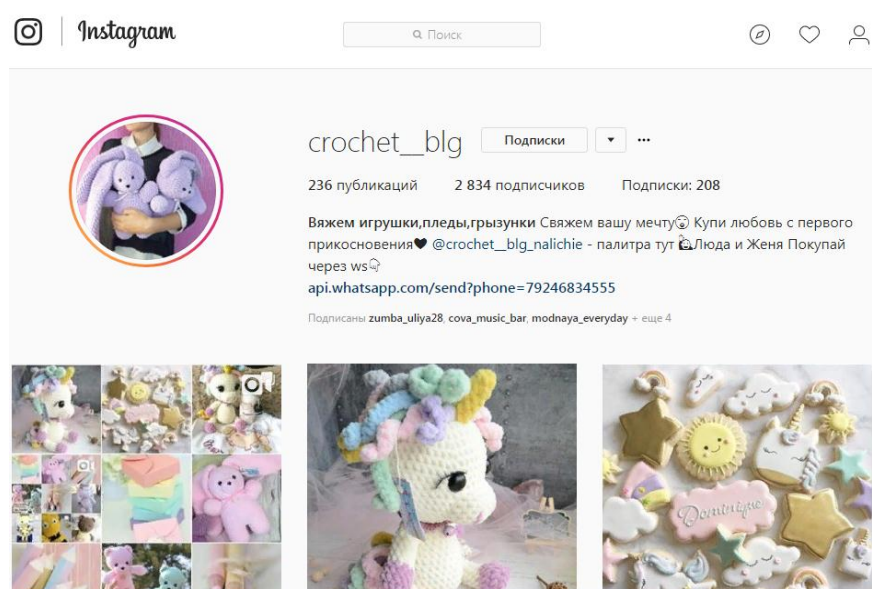 Instagram
Поиск
crochet__blg Подписки
236 публикаций 2 834 подписчиков Подписки: 208
Вяжем игрушки,пледы,грызунки Свяжем вашу мечту😮 Купи любовь с первого
прикосновения🖤 @crochet__blg_nalichie - палитра тут 🙋Люда и Женя Покупай
через ws👇
api.whatsapp.com/send?phone=79246834555
Подписаны zumba_uliya28, cova_music_bar, modnaya_everyday + еще 4
Dominique